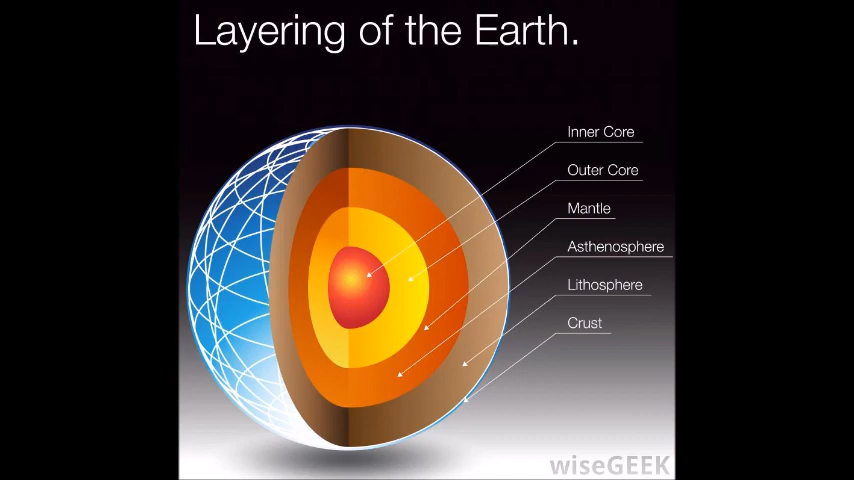 Layering of the Earth.
Inner Core
Outer Core
Mantle
Asthenosphere
Lithosphere
Crust
wiseGEEK